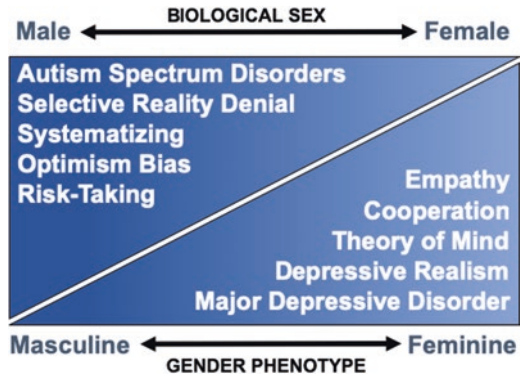 BIOLOGICAL SEX
Male Female
Autism Spectrum Disorders
Selective Reality Denial
Systematizing
Optimism Bias
Risk-Taking
Empathy
Cooperation
Theory of Mind
Depressive Realism
Major Depressive Disorder
Masculine Feminine
GENDER PHENOTYPE